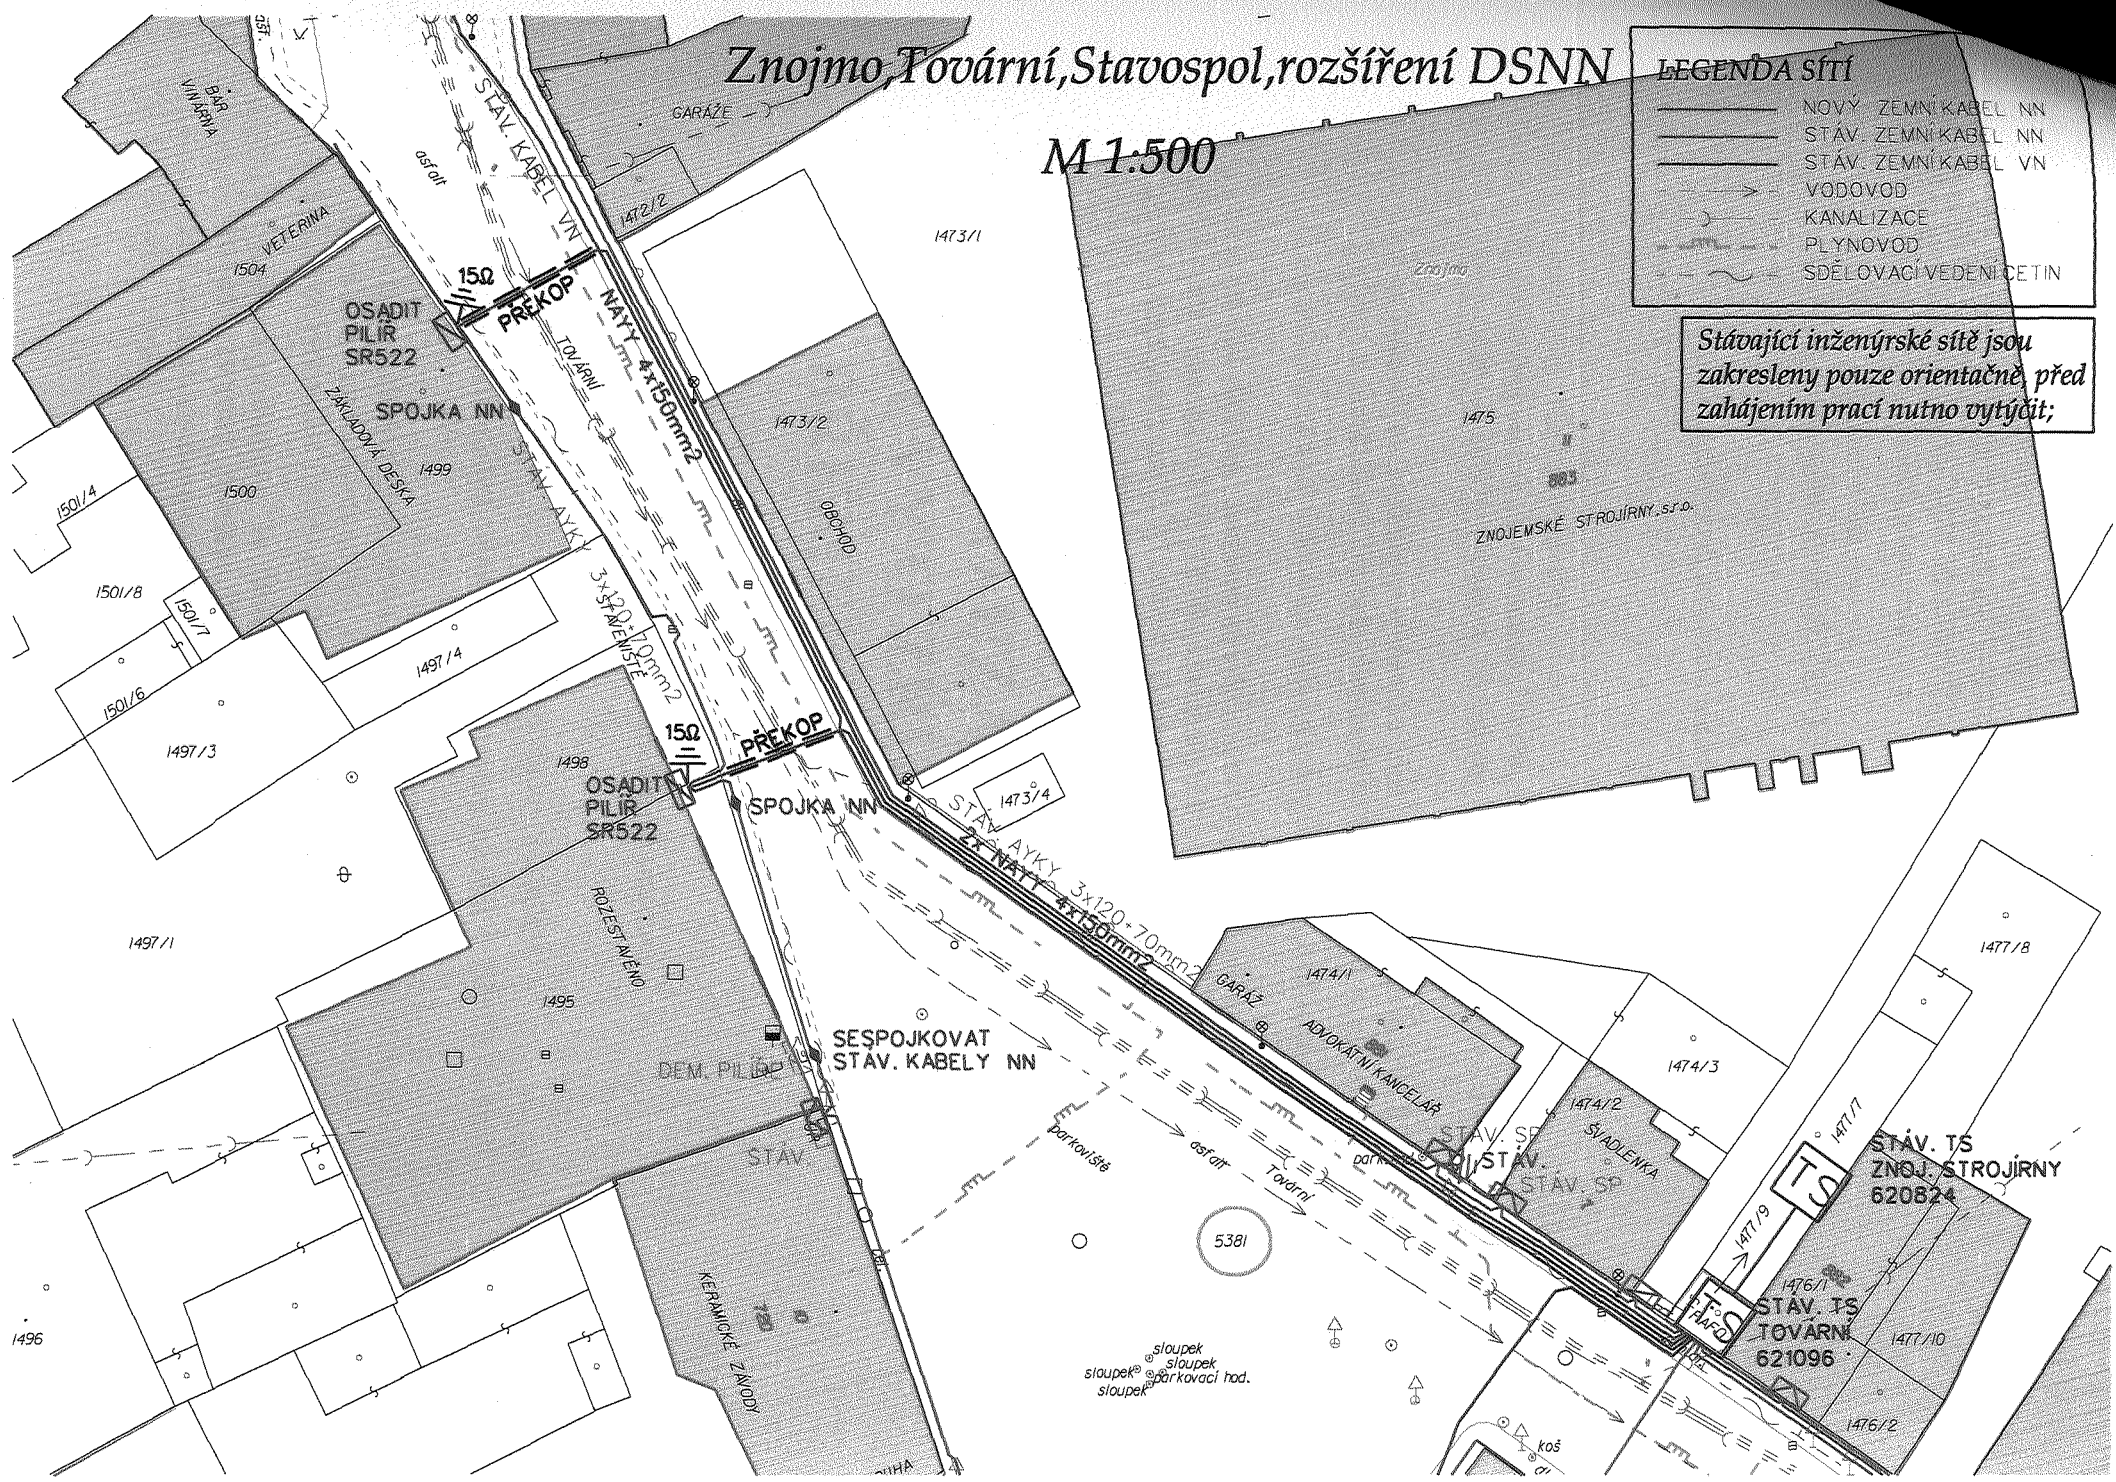 Znojmo,Tovární,Stavospol,rozšíření DSNN
M 1:500
LEGENDA SÍTÍ
NOVÝ ZEMNÍ KABEL NN
STÁV. ZEMNÍ KABEL NN
STÁV. ZEMNÍ KABEL VN
VODOVOD
KANALIZACE
PLYNOVOD
SDĚLOVACÍ VEDENÍ CETIN
Stávající inženýrské sítě jsou
zakresleny pouze orientačně, před
zahájením prací nutno vytýčit;
BAR
VINÁRNA
asfalt
STÁV. KABEL VN
GARÁŽE
1472/2
1473/1
VETERINA
1504
15Ω
PŘEKOP
OSADIT
PILÍŘ
SR522
NAYY 4x150mm2
TOVÁRNÍ
SPOJKA NN
ZÁKLADOVÁ DESKA
1499
1500
STÁV. AYKY 3x120+70mm2
STAVENIŠTĚ
1473/2
OBCHOD
Znojmo
1475
883
ZNOJEMSKÉ STROJÍRNY,s.r.o.
1501/4
1501/8
1501/7
1501/6
1497/4
1497/3
1498
15Ω
PŘEKOP
OSADIT
PILÍŘ
SR522
SPOJKA NN
1473/4
STÁV. AYKY 3x120+70mm2
2x NAYY 4x150mm2
1497/1
ROZESTAVĚNO
1495
SESPOJKOVAT
STÁV. KABELY NN
DEM. PILÍŘE
STÁV.
GARÁŽ
1474/1
ADVOKÁTNÍ KANCELÁŘ
1474/3
1474/2
ŠVADLENKA
1477/8
1477/7
STÁV. SP
STÁV.
STÁV. SP
STÁV. TS
ZNOJ. STROJÍRNY
620824
TS
1477/9
parkoviště
asfalt
Tovární
5381
1476/1
882
TS
TRAFO
STÁV. TS
TOVÁRNÍ
621096
1477/10
1476/2
KERAMICKÉ ZÁVODY
1496
sloupek
sloupek
sloupek
parkovací hod.
sloupek
koš